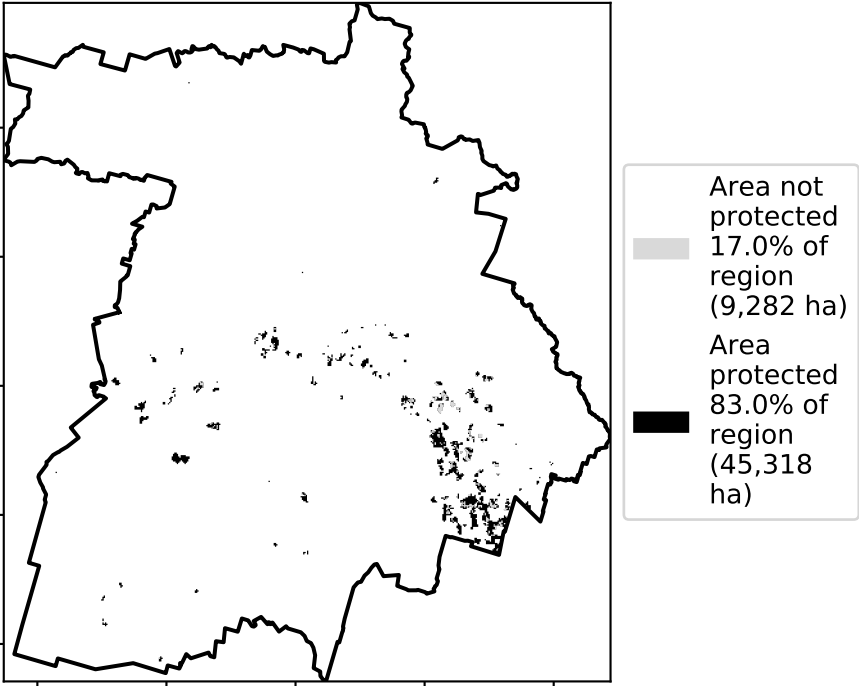 Area not
protected
17.0% of
region
(9,282 ha)
Area
protected
83.0% of
region
(45,318
ha)